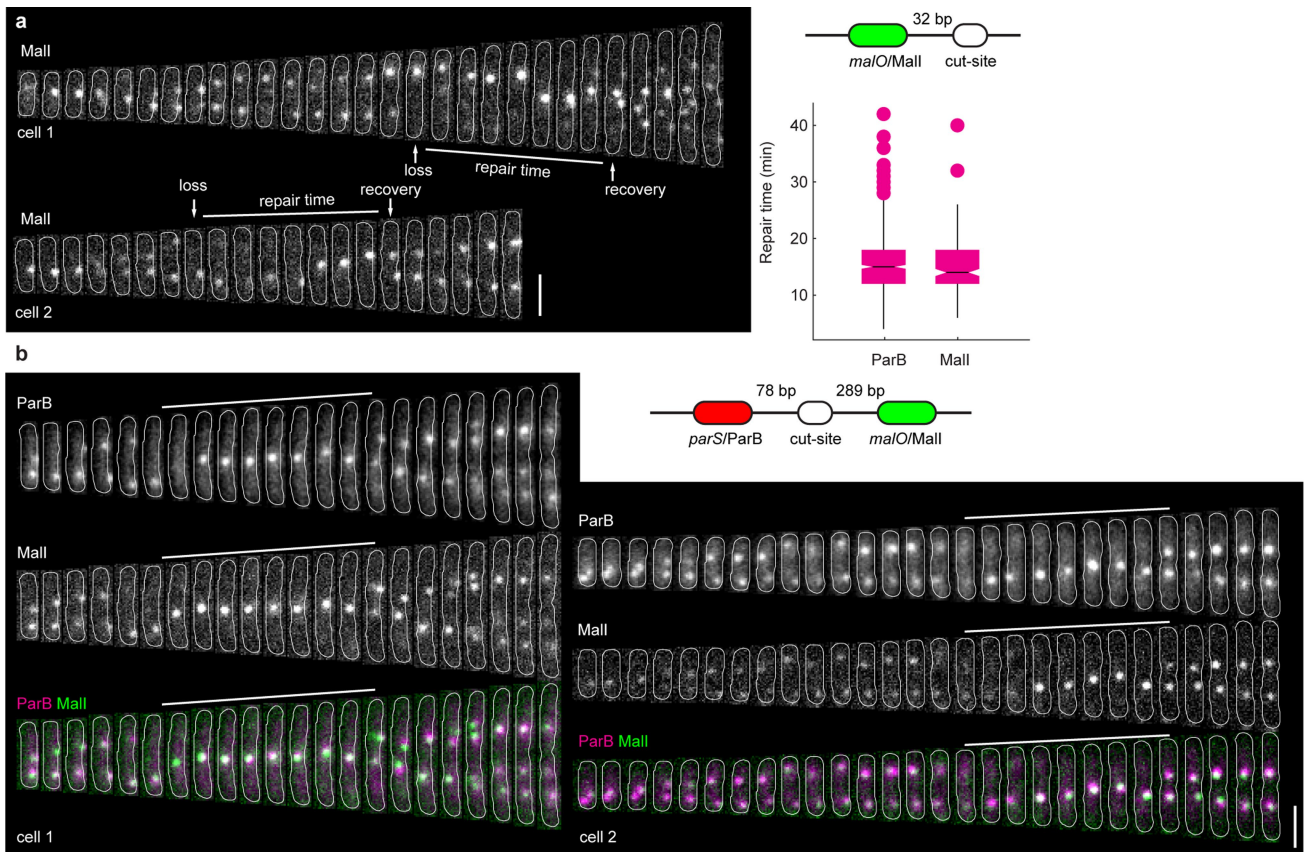 a
MalI
cell 1
loss
repair time
recovery
loss
repair time
recovery
MalI
cell 2
32 bp
malO/MalI
cut-site
Repair time (min)
40
30
20
10
ParB
MalI
b
ParB
MalI
ParB MalI
cell 1
78 bp
289 bp
parS/ParB
cut-site
malO/MalI
ParB
MalI
ParB MalI
cell 2